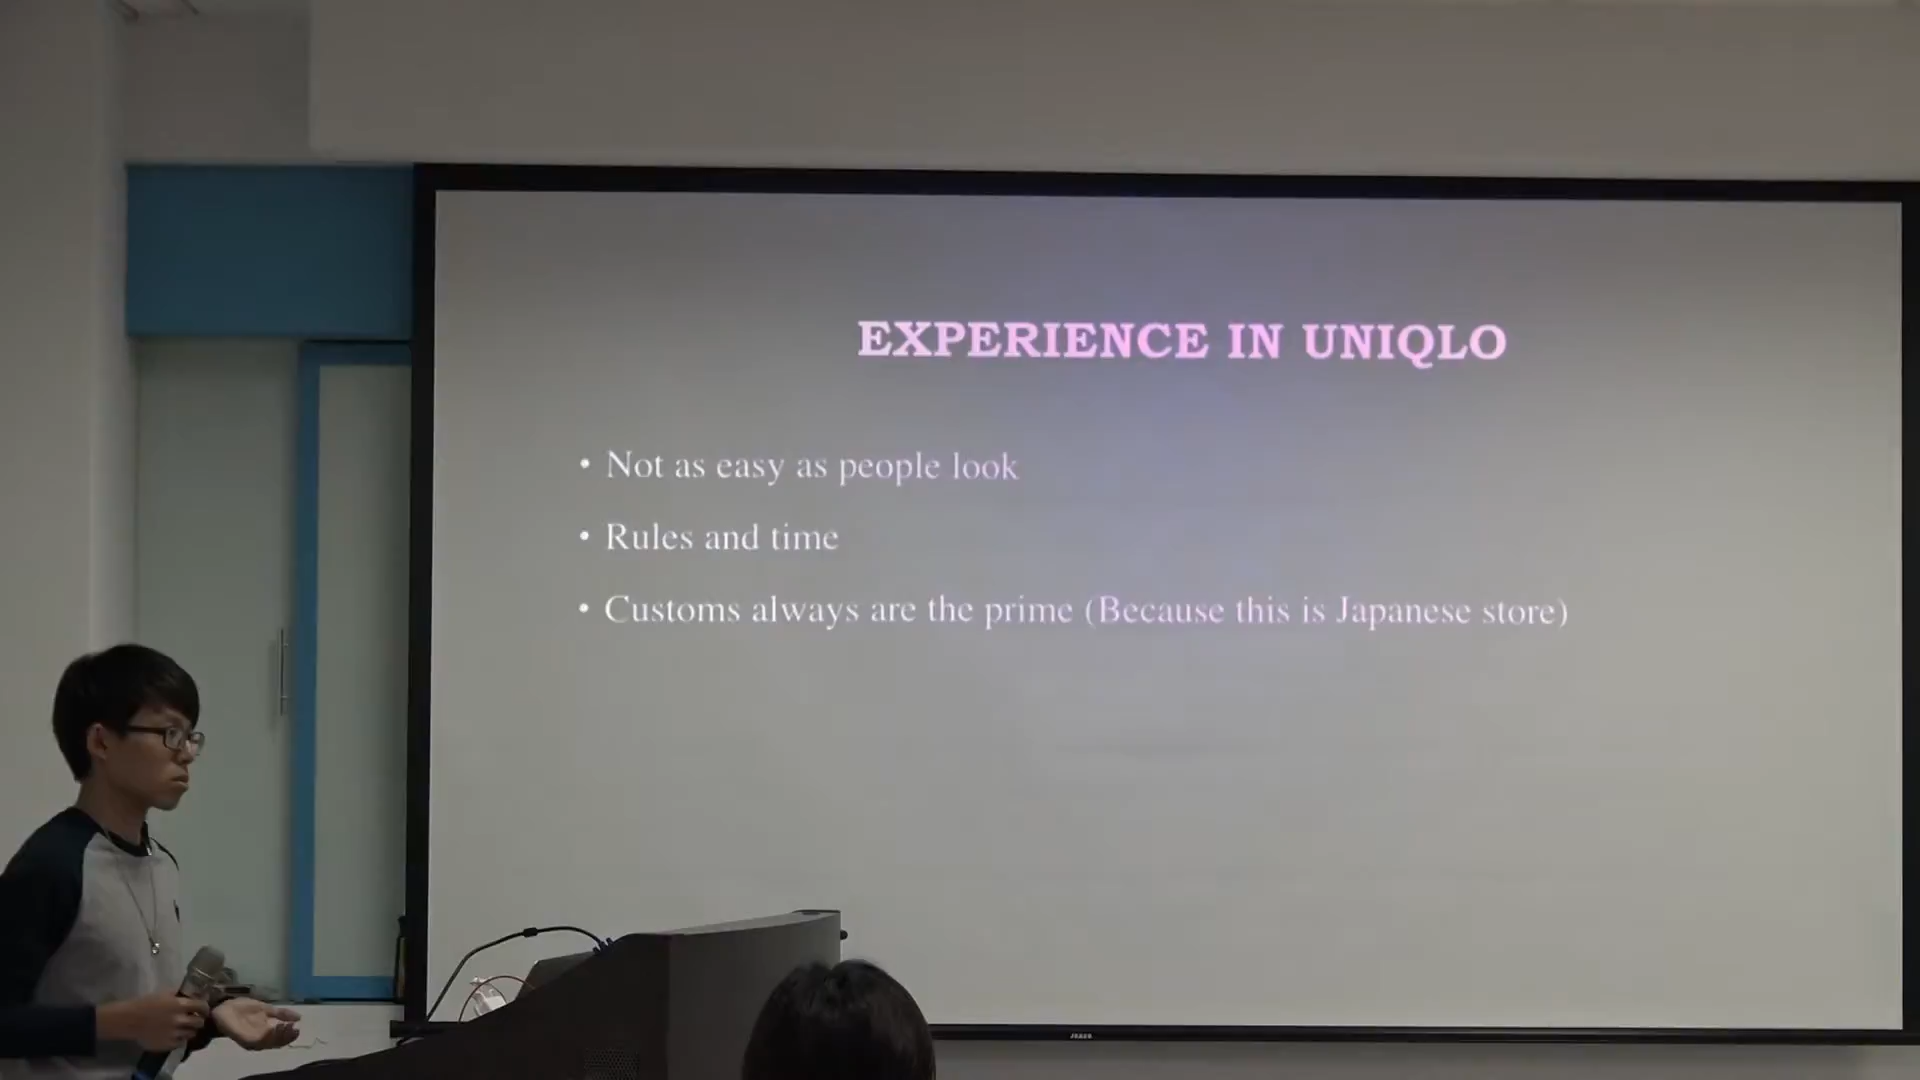 EXPERIENCE IN UNIQLO
• Not as easy as people look
• Rules and time
• Customs always are the prime (Because this is Japanese store)